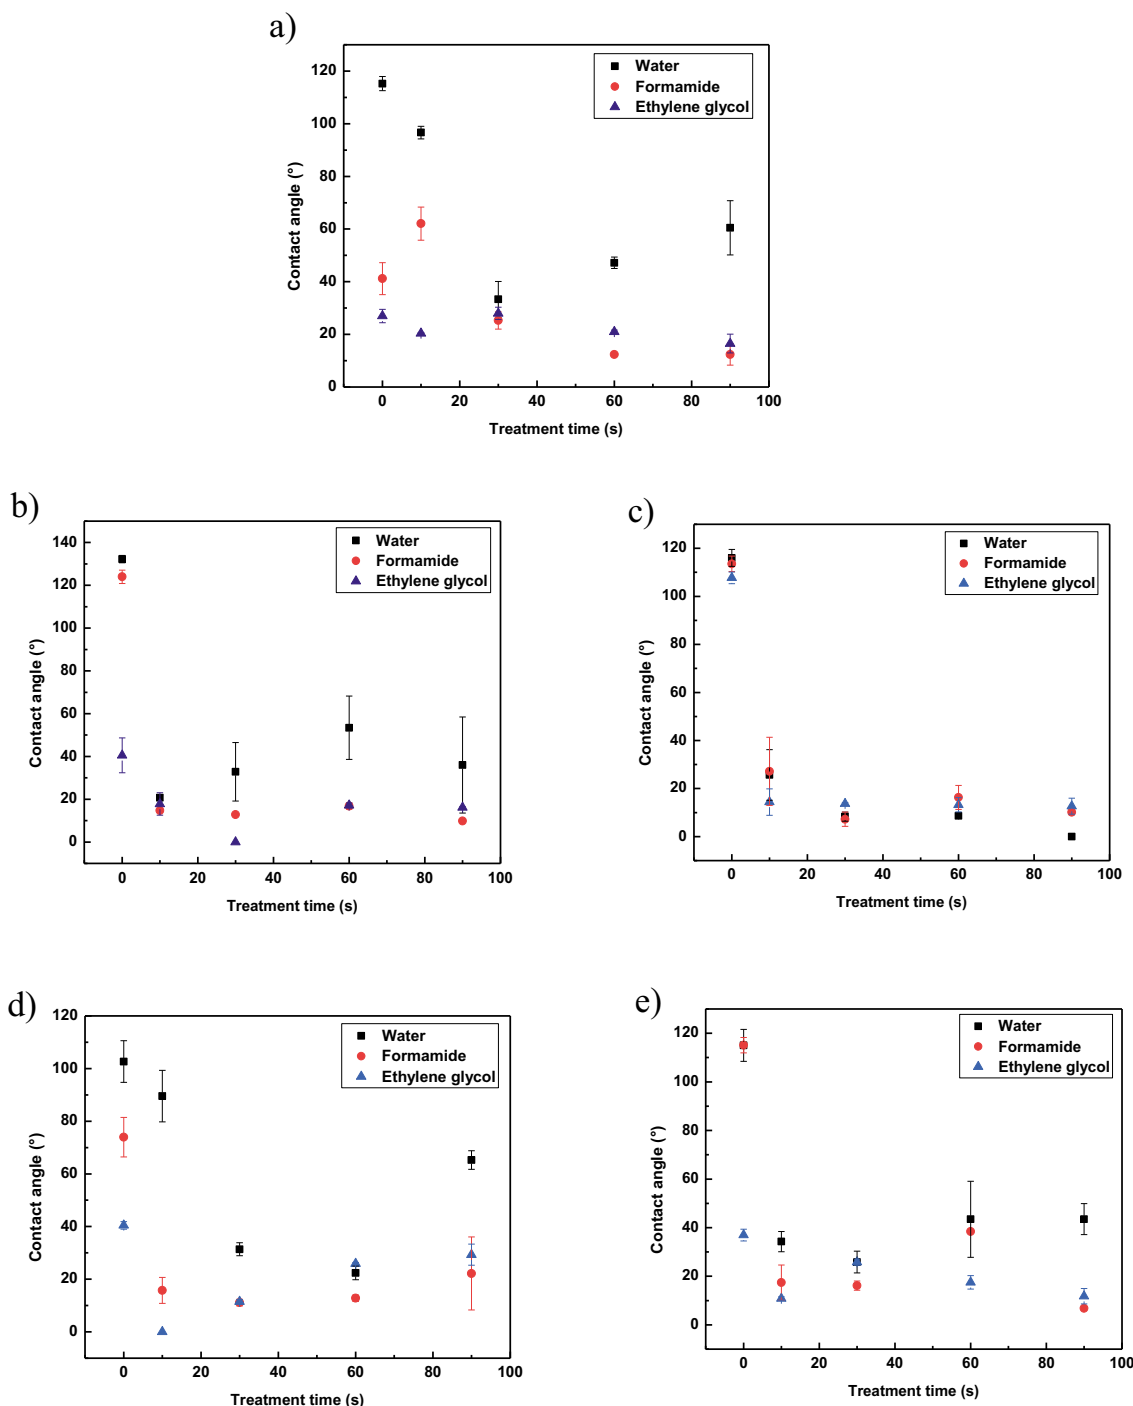 a)
Water
Formamide
Ethylene glycol
Contact angle (°)
120
100
80
60
40
20
0
0 20 40 60 80 100
Treatment time (s)
b)
Water
Formamide
Ethylene glycol
Contact angle (°)
140
120
100
80
60
40
20
0
0 20 40 60 80 100
Treatment time (s)
c)
Water
Formamide
Ethylene glycol
Contact angle (°)
120
100
80
60
40
20
0
0 20 40 60 80 100
Treatment time (s)
d)
Water
Formamide
Ethylene glycol
Contact angle (°)
120
100
80
60
40
20
0
0 20 40 60 80 100
Treatment time (s)
e)
Water
Formamide
Ethylene glycol
Contact angle (°)
120
100
80
60
40
20
0
0 20 40 60 80 100
Treatment time (s)